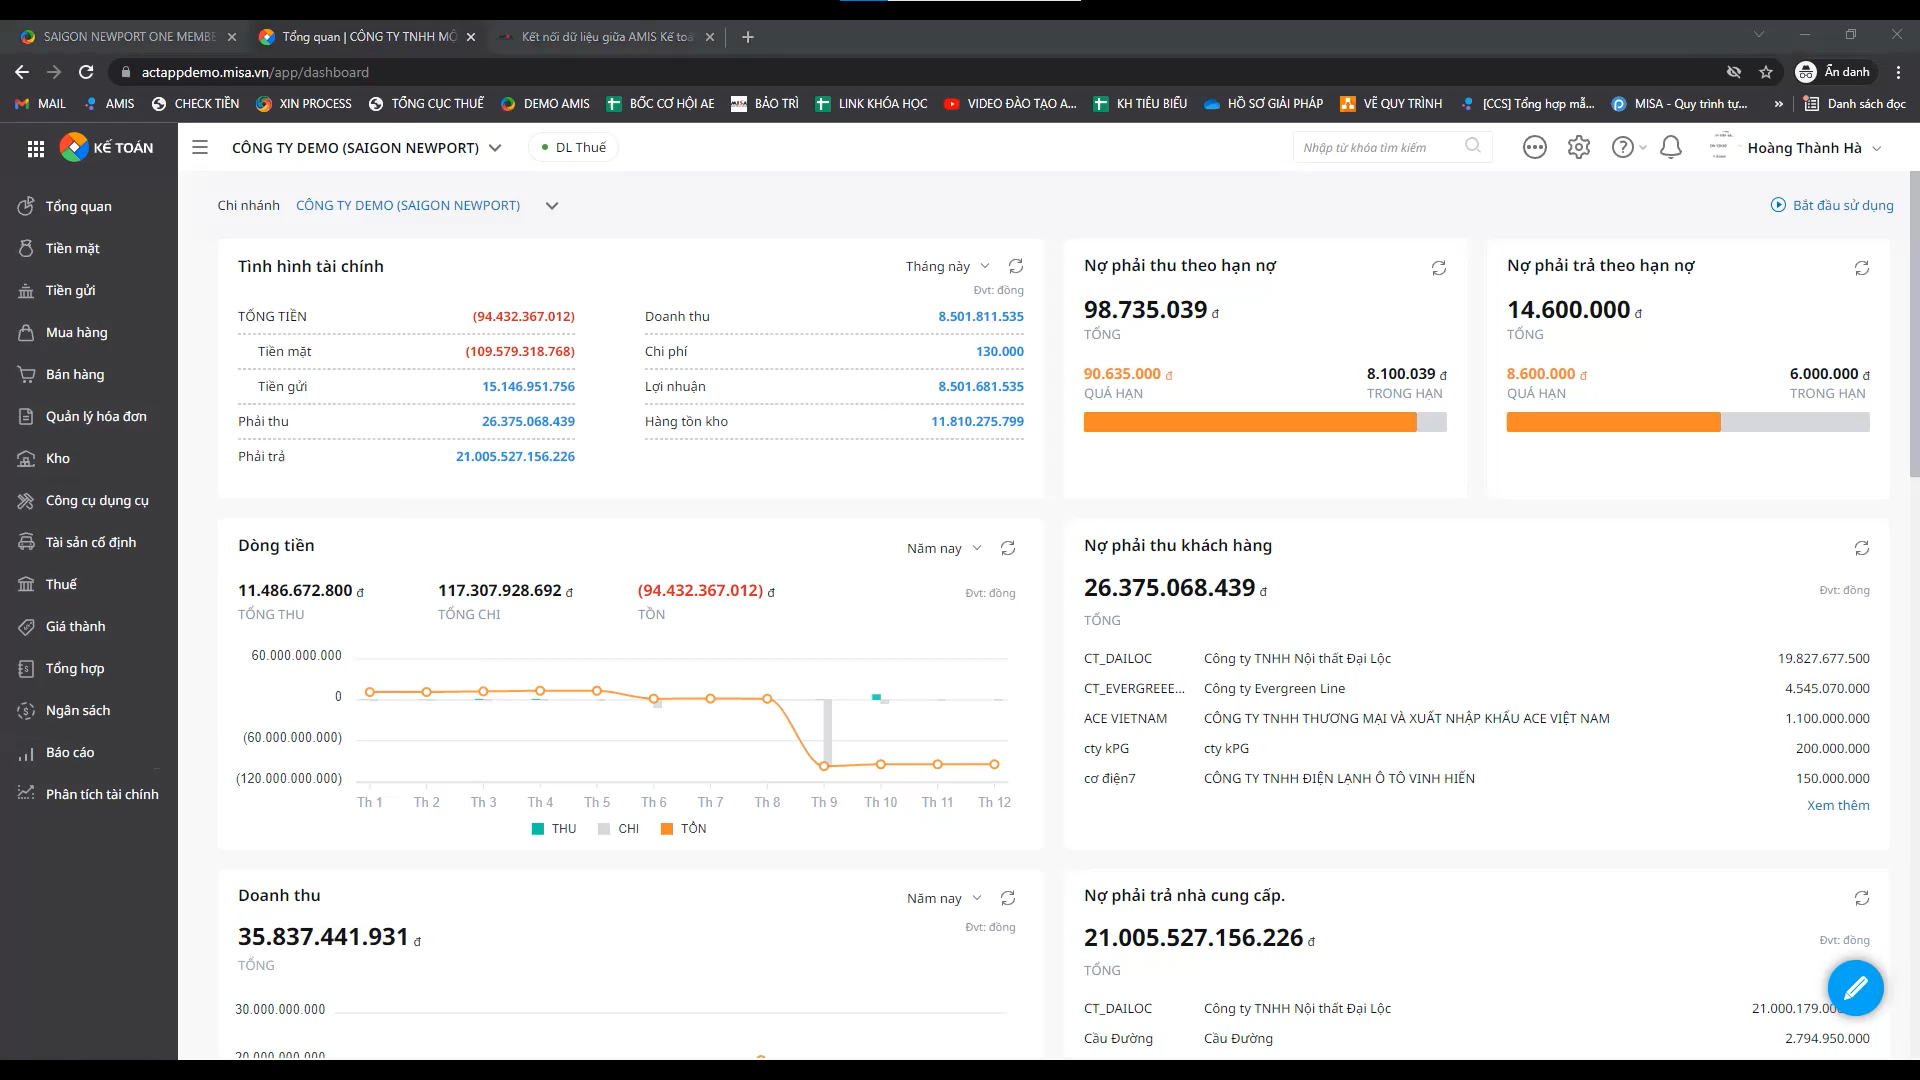 SAIGON NEWPORT ONE MEMBE
Tổng quan | CÔNG TY TNHH MỘ
Kết nối dữ liệu giữa AMIS Kế toá
actappdemo.misa.vn/app/dashboard
Ẩn danh
MAIL AMIS CHECK TIỀN XIN PROCESS TỔNG CỤC THUẾ DEMO AMIS BỐC CƠ HỘI AE BẢO TRÌ LINK KHÓA HỌC VIDEO ĐÀO TẠO A... KH TIÊU BIỂU HỒ SƠ GIẢI PHÁP VẼ QUY TRÌNH [CCS] Tổng hợp mẫ... MISA - Quy trình tự... » Danh sách đọc
KẾ TOÁN
CÔNG TY DEMO (SAIGON NEWPORT)
DL Thuế
Nhập từ khóa tìm kiếm
Hoàng Thành Hà
Tổng quan
Tiền mặt
Tiền gửi
Mua hàng
Bán hàng
Quản lý hóa đơn
Kho
Công cụ dụng cụ
Tài sản cố định
Thuế
Giá thành
Tổng hợp
Ngân sách
Báo cáo
Phân tích tài chính
Chi nhánh CÔNG TY DEMO (SAIGON NEWPORT)
Bắt đầu sử dụng
Tình hình tài chính
Tháng này
Đvt: đồng
TỔNG TIỀN (94.432.367.012)
Tiền mặt (109.579.318.768)
Tiền gửi 15.146.951.756
Phải thu 26.375.068.439
Phải trả 21.005.527.156.226
Doanh thu 8.501.811.535
Chi phí 130.000
Lợi nhuận 8.501.681.535
Hàng tồn kho 11.810.275.799
Nợ phải thu theo hạn nợ
98.735.039 đ
TỔNG
90.635.000 đ 8.100.039 đ
QUÁ HẠN TRONG HẠN
Nợ phải trả theo hạn nợ
14.600.000 đ
TỔNG
8.600.000 đ 6.000.000 đ
QUÁ HẠN TRONG HẠN
Dòng tiền
Năm nay
11.486.672.800 đ 117.307.928.692 đ (94.432.367.012) đ Đvt: đồng
TỔNG THU TỔNG CHI TỒN
60.000.000.000
0
(60.000.000.000)
(120.000.000.000)
Th 1 Th 2 Th 3 Th 4 Th 5 Th 6 Th 7 Th 8 Th 9 Th 10 Th 11 Th 12
THU CHI TỒN
Nợ phải thu khách hàng
26.375.068.439 đ
Đvt: đồng
TỔNG
CT_DAILOC Công ty TNHH Nội thất Đại Lộc 19.827.677.500
CT_EVERGREEE... Công ty Evergreen Line 4.545.070.000
ACE VIETNAM CÔNG TY TNHH THƯƠNG MẠI VÀ XUẤT NHẬP KHẨU ACE VIỆT NAM 1.100.000.000
cty kPG cty kPG 200.000.000
cơ điện7 CÔNG TY TNHH ĐIỆN LẠNH Ô TÔ VINH HIẾN 150.000.000
Xem thêm
Doanh thu
Năm nay
35.837.441.931 đ
Đvt: đồng
TỔNG
30.000.000.000
20.000.000.000
Nợ phải trả nhà cung cấp.
21.005.527.156.226 đ
Đvt: đồng
TỔNG
CT_DAILOC Công ty TNHH Nội thất Đại Lộc 21.000.179.00
Cầu Đường Cầu Đường 2.794.950.000